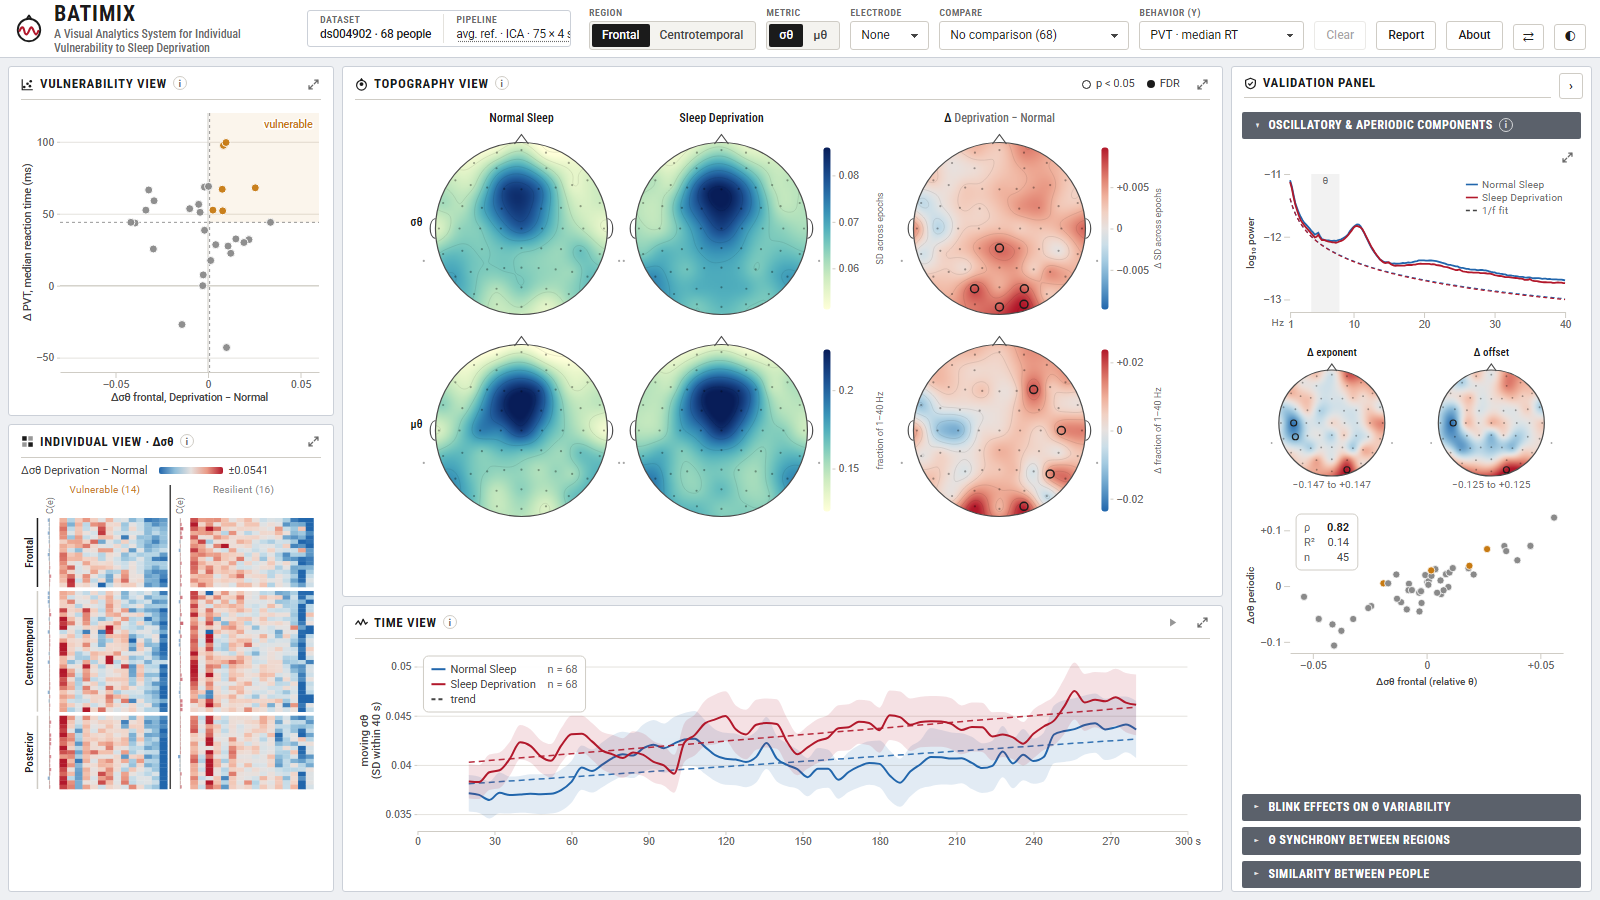 BATIMIX
A Visual Analytics System for Individual
Vulnerability to Sleep Deprivation
DATASET
ds004902 · 68 people
PIPELINE
avg. ref. · ICA · 75 × 4 s
REGION
Frontal
Centrotemporal
METRIC
σθ
μθ
ELECTRODE
None
COMPARE
No comparison (68)
BEHAVIOR (Y)
PVT · median RT
Clear
Report
About
VULNERABILITY VIEW
vulnerable
100
50
0
−50
−0.05
0
0.05
Δ PVT, median reaction time (ms)
Δσθ frontal, Deprivation − Normal
INDIVIDUAL VIEW · Δσθ
Δσθ Deprivation − Normal
±0.0541
C(e)
Vulnerable (14)
C(e)
Resilient (16)
Frontal
Centrotemporal
Posterior
TOPOGRAPHY VIEW
p < 0.05
FDR
Normal Sleep
Sleep Deprivation
Δ Deprivation − Normal
σθ
0.08
0.07
0.06
SD across epochs
+0.005
0
−0.005
Δ SD across epochs
μθ
0.2
0.15
fraction of 1–40 Hz
+0.02
0
−0.02
Δ fraction of 1–40 Hz
TIME VIEW
Normal Sleep n = 68
Sleep Deprivation n = 68
trend
0.05
0.045
0.04
0.035
moving σθ
(SD within 40 s)
0
30
60
90
120
150
180
210
240
270
300 s
VALIDATION PANEL
OSCILLATORY & APERIODIC COMPONENTS
θ
Normal Sleep
Sleep Deprivation
1/f fit
−11
−12
−13
log₁₀ power
Hz
1
10
20
30
40
Δ exponent
Δ offset
−0.147 to +0.147
−0.125 to +0.125
ρ 0.82
R² 0.14
n 45
+0.1
0
−0.1
Δσθ periodic
−0.05
0
+0.05
Δσθ frontal (relative θ)
BLINK EFFECTS ON Θ VARIABILITY
Θ SYNCHRONY BETWEEN REGIONS
SIMILARITY BETWEEN PEOPLE